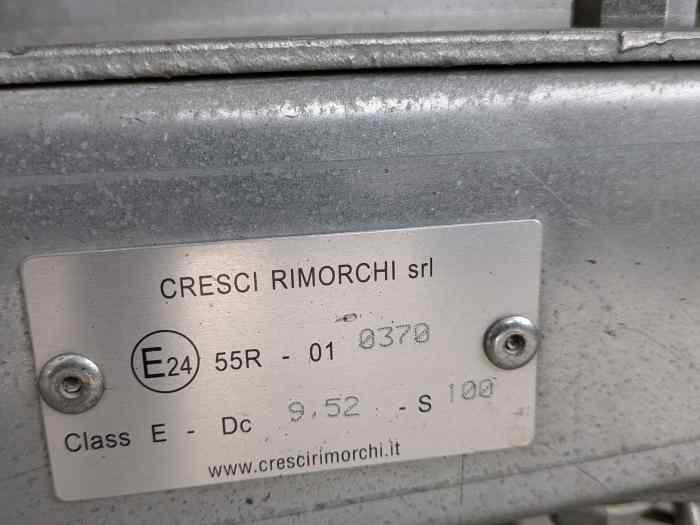 CRESCI RIMORCHI srl
E24 55R - 01 0370
Class E - Dc 9.52 - S 100
www.crescirimorchi.it